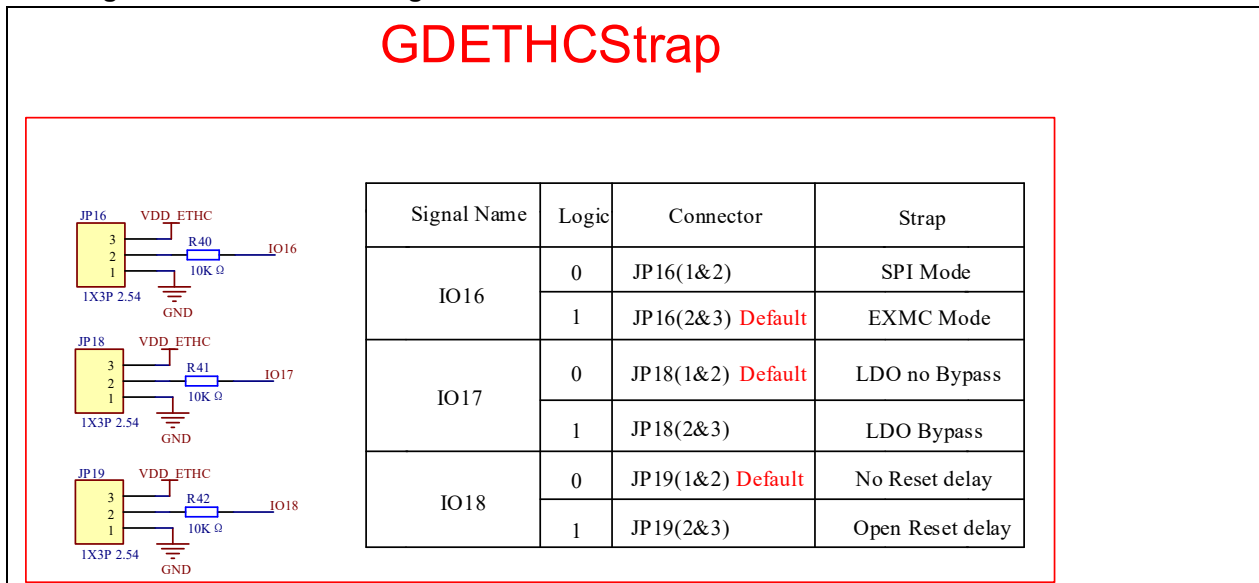 GDETHCStrap
JP16 VDD_ETHC
3
2
1
R40
10K Ω
IO16
1X3P 2.54
GND
JP18 VDD_ETHC
3
2
1
R41
10K Ω
IO17
1X3P 2.54
GND
JP19 VDD_ETHC
3
2
1
R42
10K Ω
IO18
1X3P 2.54
GND
Signal Name Logic Connector Strap
IO16
0 JP16(1&2) SPI Mode
1 JP16(2&3) Default EXMC Mode
IO17
0 JP18(1&2) Default LDO no Bypass
1 JP18(2&3) LDO Bypass
IO18
0 JP19(1&2) Default No Reset delay
1 JP19(2&3) Open Reset delay